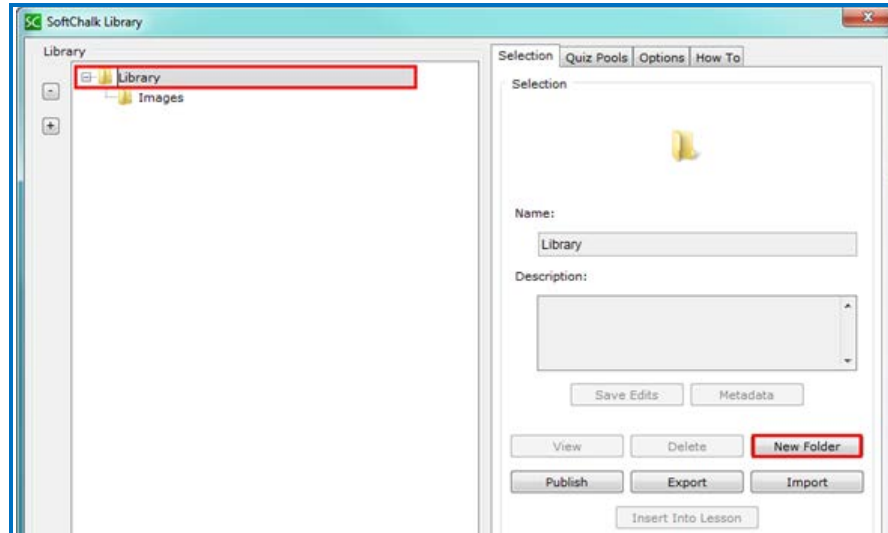 SC SoftChalk Library
Library
Library
Images
Selection Quiz Pools Options How To
Selection
Name:
Library
Description:
Save Edits Metadata
View Delete New Folder
Publish Export Import
Insert Into Lesson